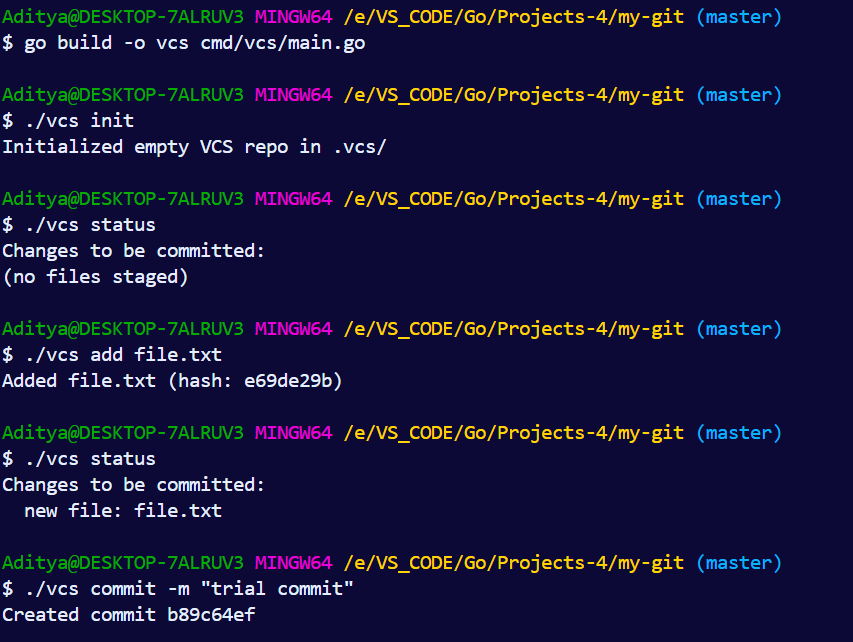 Aditya@DESKTOP-7ALRUV3 MINGW64 /e/VS_CODE/Go/Projects-4/my-git (master)
$ go build -o vcs cmd/vcs/main.go
Aditya@DESKTOP-7ALRUV3 MINGW64 /e/VS_CODE/Go/Projects-4/my-git (master)
$ ./vcs init
Initialized empty VCS repo in .vcs/
Aditya@DESKTOP-7ALRUV3 MINGW64 /e/VS_CODE/Go/Projects-4/my-git (master)
$ ./vcs status
Changes to be committed:
(no files staged)
Aditya@DESKTOP-7ALRUV3 MINGW64 /e/VS_CODE/Go/Projects-4/my-git (master)
$ ./vcs add file.txt
Added file.txt (hash: e69de29b)
Aditya@DESKTOP-7ALRUV3 MINGW64 /e/VS_CODE/Go/Projects-4/my-git (master)
$ ./vcs status
Changes to be committed:
  new file: file.txt
Aditya@DESKTOP-7ALRUV3 MINGW64 /e/VS_CODE/Go/Projects-4/my-git (master)
$ ./vcs commit -m "trial commit"
Created commit b89c64ef